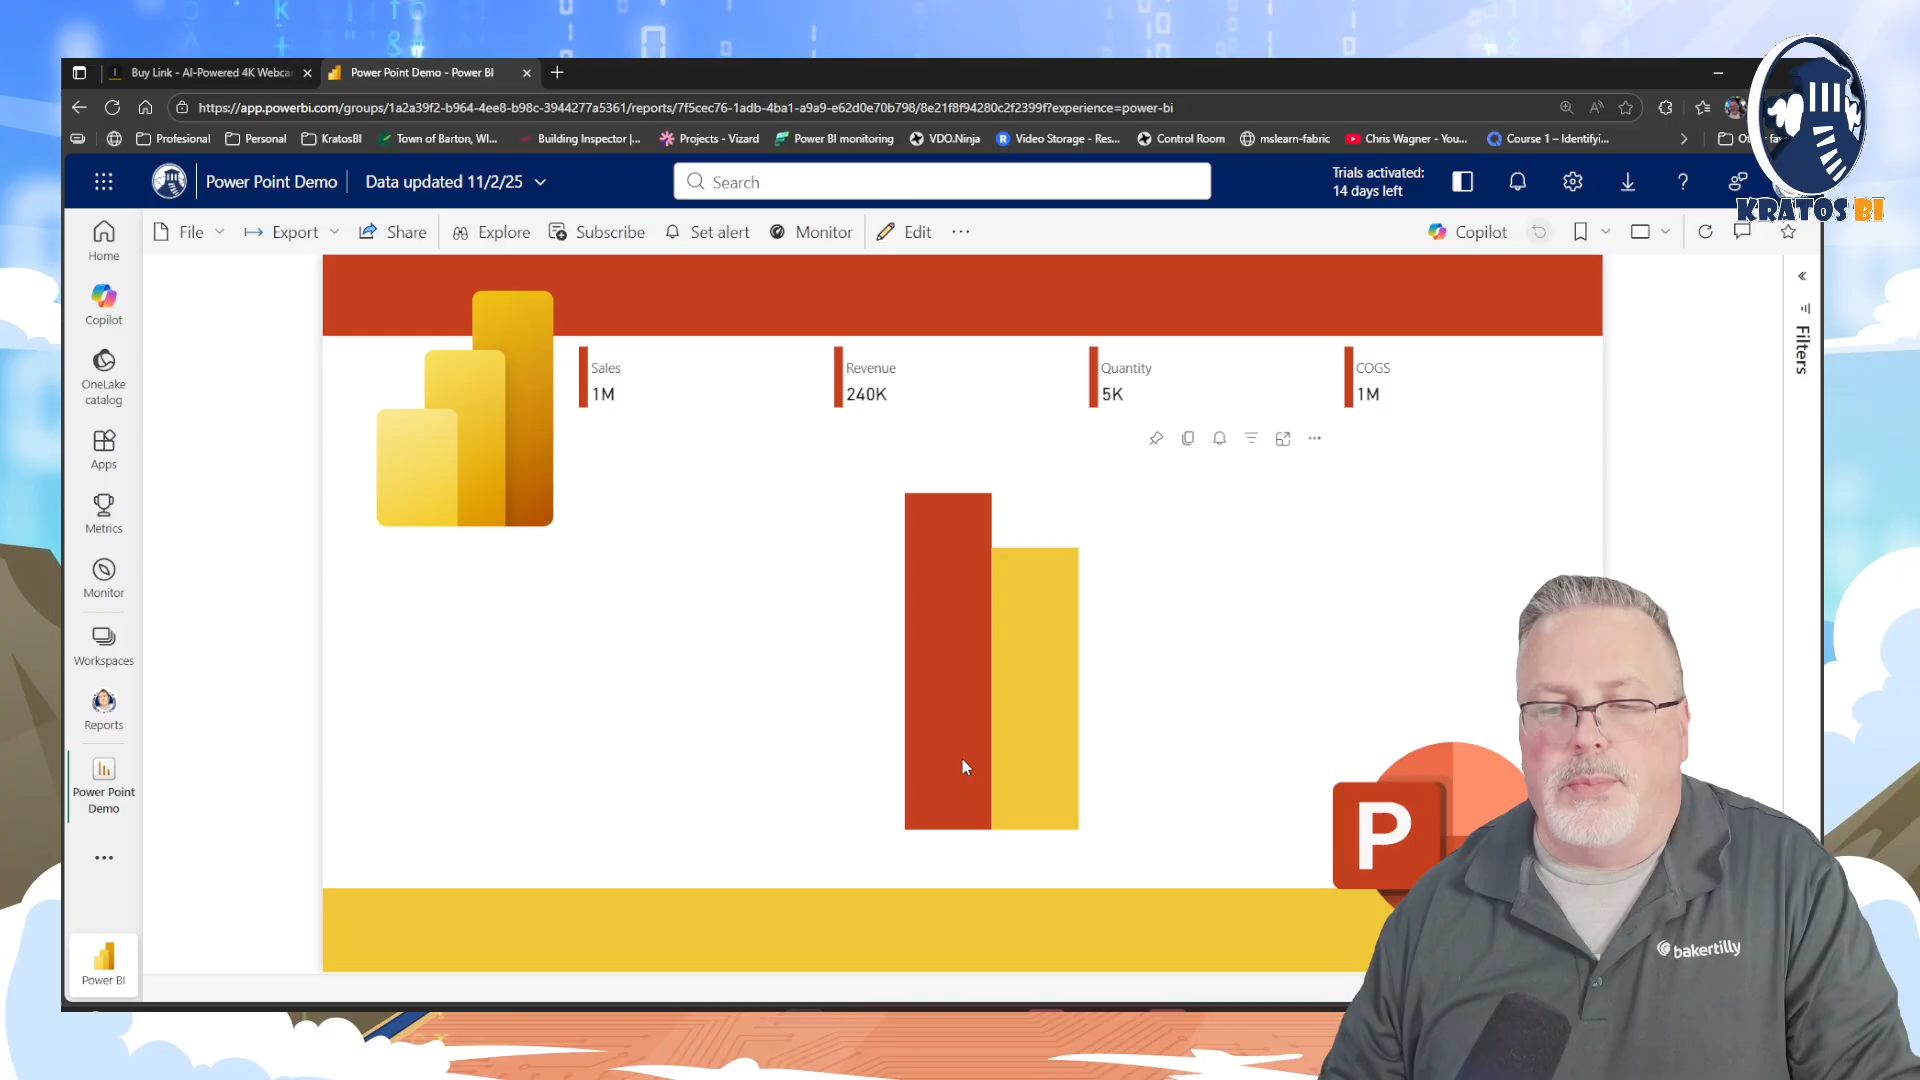 Buy Link - AI-Powered 4K Webcar
Power Point Demo - Power BI
https://app.powerbi.com/groups/1a2a39f2-b964-4ee8-b98c-3944277a5361/reports/7f5cec76-1adb-4ba1-a9a9-e62d0e70b798/8e21f8f94280c2f2399f?experience=power-bi
Profesional
Personal
KratosBI
Town of Barton, WI...
Building Inspector |...
Projects - Vizard
Power BI monitoring
VDO.Ninja
Video Storage - Res...
Control Room
mslearn-fabric
Chris Wagner - You...
Course 1 – Identifyi...
KRATOS BI
Power Point Demo
Data updated 11/2/25
Search
Trials activated:
14 days left
File
Export
Share
Explore
Subscribe
Set alert
Monitor
Edit
Copilot
Home
Copilot
OneLake
catalog
Apps
Metrics
Monitor
Workspaces
Reports
Power Point
Demo
Power BI
Sales
1M
Revenue
240K
Quantity
5K
COGS
1M
Filters
P
bakertilly